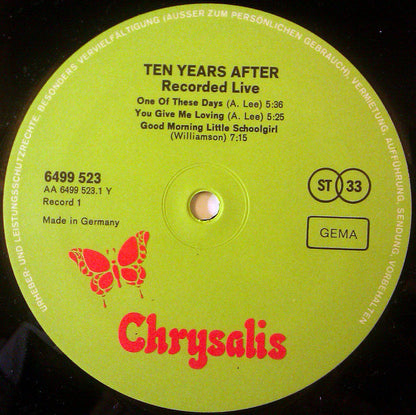 URHEBER- UND LEISTUNGSSCHUTZRECHTE, BESONDERS VERVIELFÄLTIGUNG (AUSSER ZUM PERSÖNLICHEN GEBRAUCH), VERMIETUNG, AUFFÜHRUNG, SENDUNG, VORBEHALTEN
TEN YEARS AFTER
Recorded Live
One Of These Days (A. Lee) 5:36
You Give Me Loving (A. Lee) 5:25
Good Morning Little Schoolgirl
(Williamson) 7:15
6499 523
AA 6499 523.1 Y
Record 1
Made in Germany
ST 33
GEMA
Chrysalis